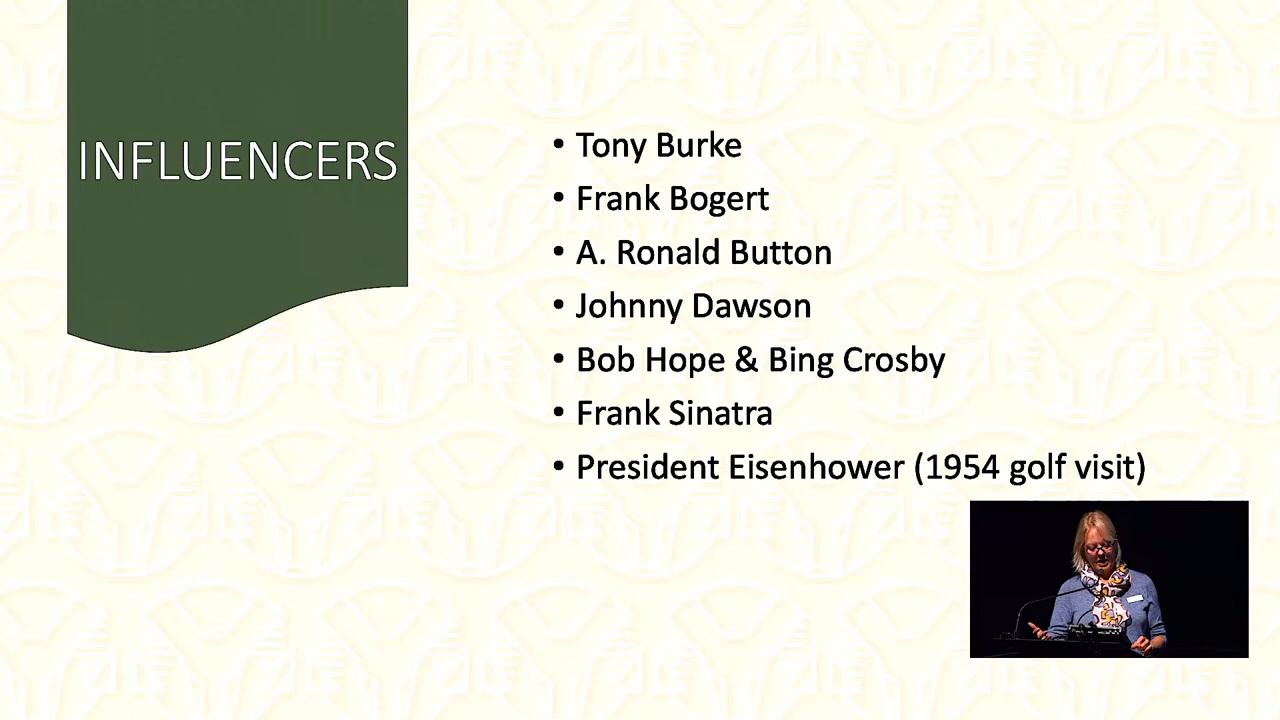 INFLUENCERS
• Tony Burke
• Frank Bogert
• A. Ronald Button
• Johnny Dawson
• Bob Hope & Bing Crosby
• Frank Sinatra
• President Eisenhower (1954 golf visit)